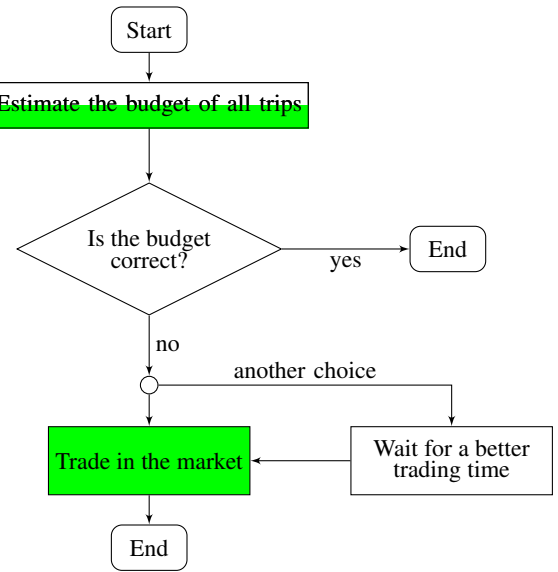 Start
Estimate the budget of all trips
Is the budget
correct?
yes
End
no
another choice
Trade in the market
Wait for a better
trading time
End